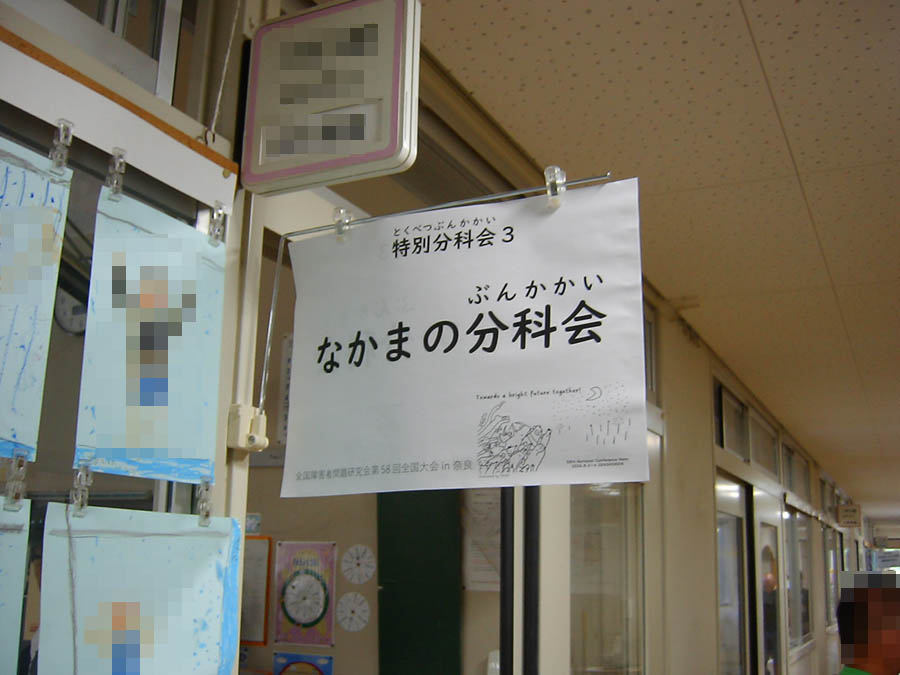 とくべつぶんかかい
特別分科会3
ぶんかかい
なかまの分科会
Towards a bright future together!
全国障害者問題研究会第58回全国大会 in 奈良